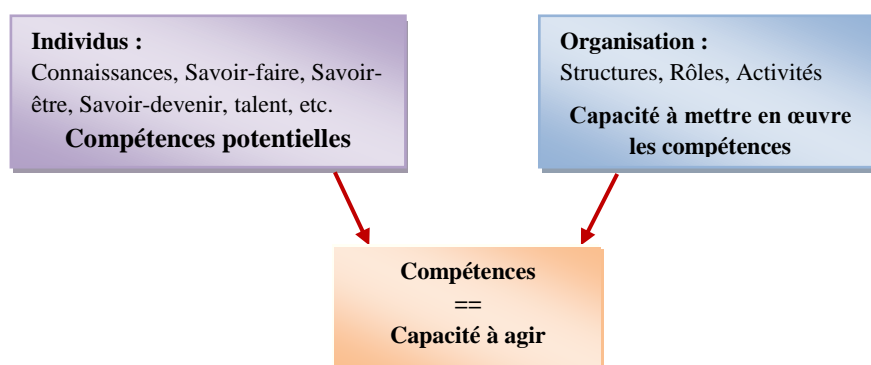 Individus :
Connaissances, Savoir-faire, Savoir-
être, Savoir-devenir, talent, etc.
Compétences potentielles
Organisation :
Structures, Rôles, Activités
Capacité à mettre en œuvre
les compétences
Compétences
==
Capacité à agir